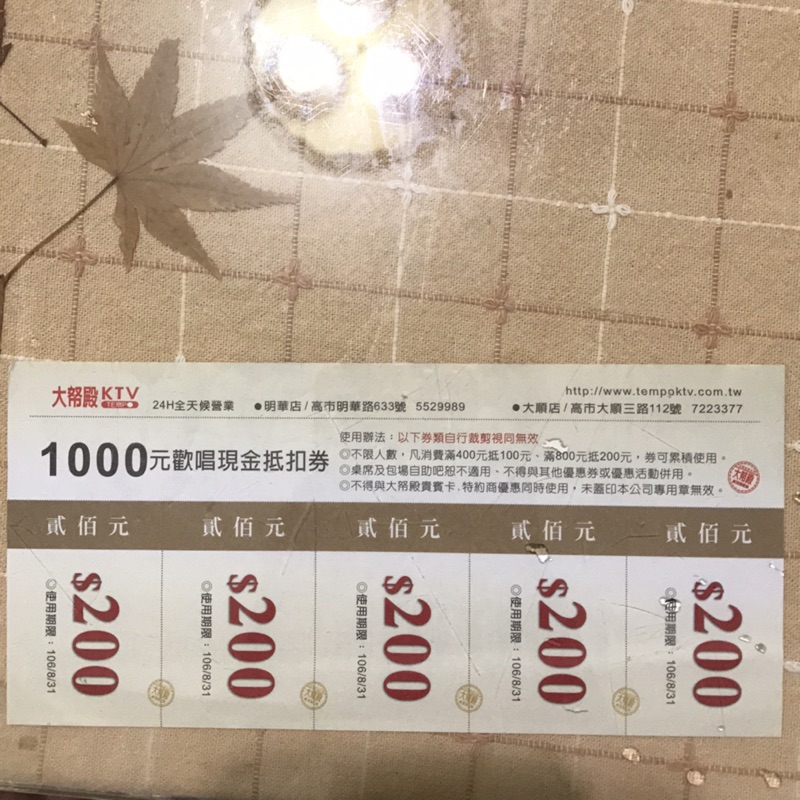 大帑殿 KTV
TEMPO
24H全天候營業 ●明華店/高市明華路633號 5529989
http://www.temppktv.com.tw
●大順店/高市大順三路112號 7223377
1000元歡唱現金抵扣券
使用辦法:以下券類自行裁剪視同無效
◎不限人數,凡消費滿400元抵100元、滿800元抵200元,券可累積使用。
◎桌席及包場自助吧恕不適用、不得與其他優惠券或優惠活動併用。
◎不得與大帑殿貴賓卡.特約商優惠同時使用,未蓋印本公司專用章無效。
貳佰元 貳佰元 貳佰元 貳佰元 貳佰元
$200
◎使用期限:106/8/31
$200
◎使用期限:106/8/31
$200
◎使用期限:106/8/31
$200
◎使用期限:106/8/31
$200
◎使用期限:106/8/31